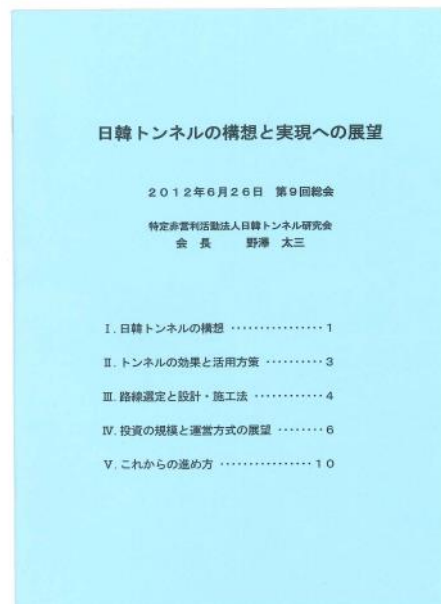 日韓トンネルの構想と実現への展望
2012年6月26日 第9回総会
特定非営利活動法人日韓トンネル研究会
会 長 野澤 太三
Ⅰ.日韓トンネルの構想 ················1
Ⅱ.トンネルの効果と活用方策 ··········3
Ⅲ.路線選定と設計・施工法 ············4
Ⅳ.投資の規模と運営方式の展望 ········6
Ⅴ.これからの進め方 ················10